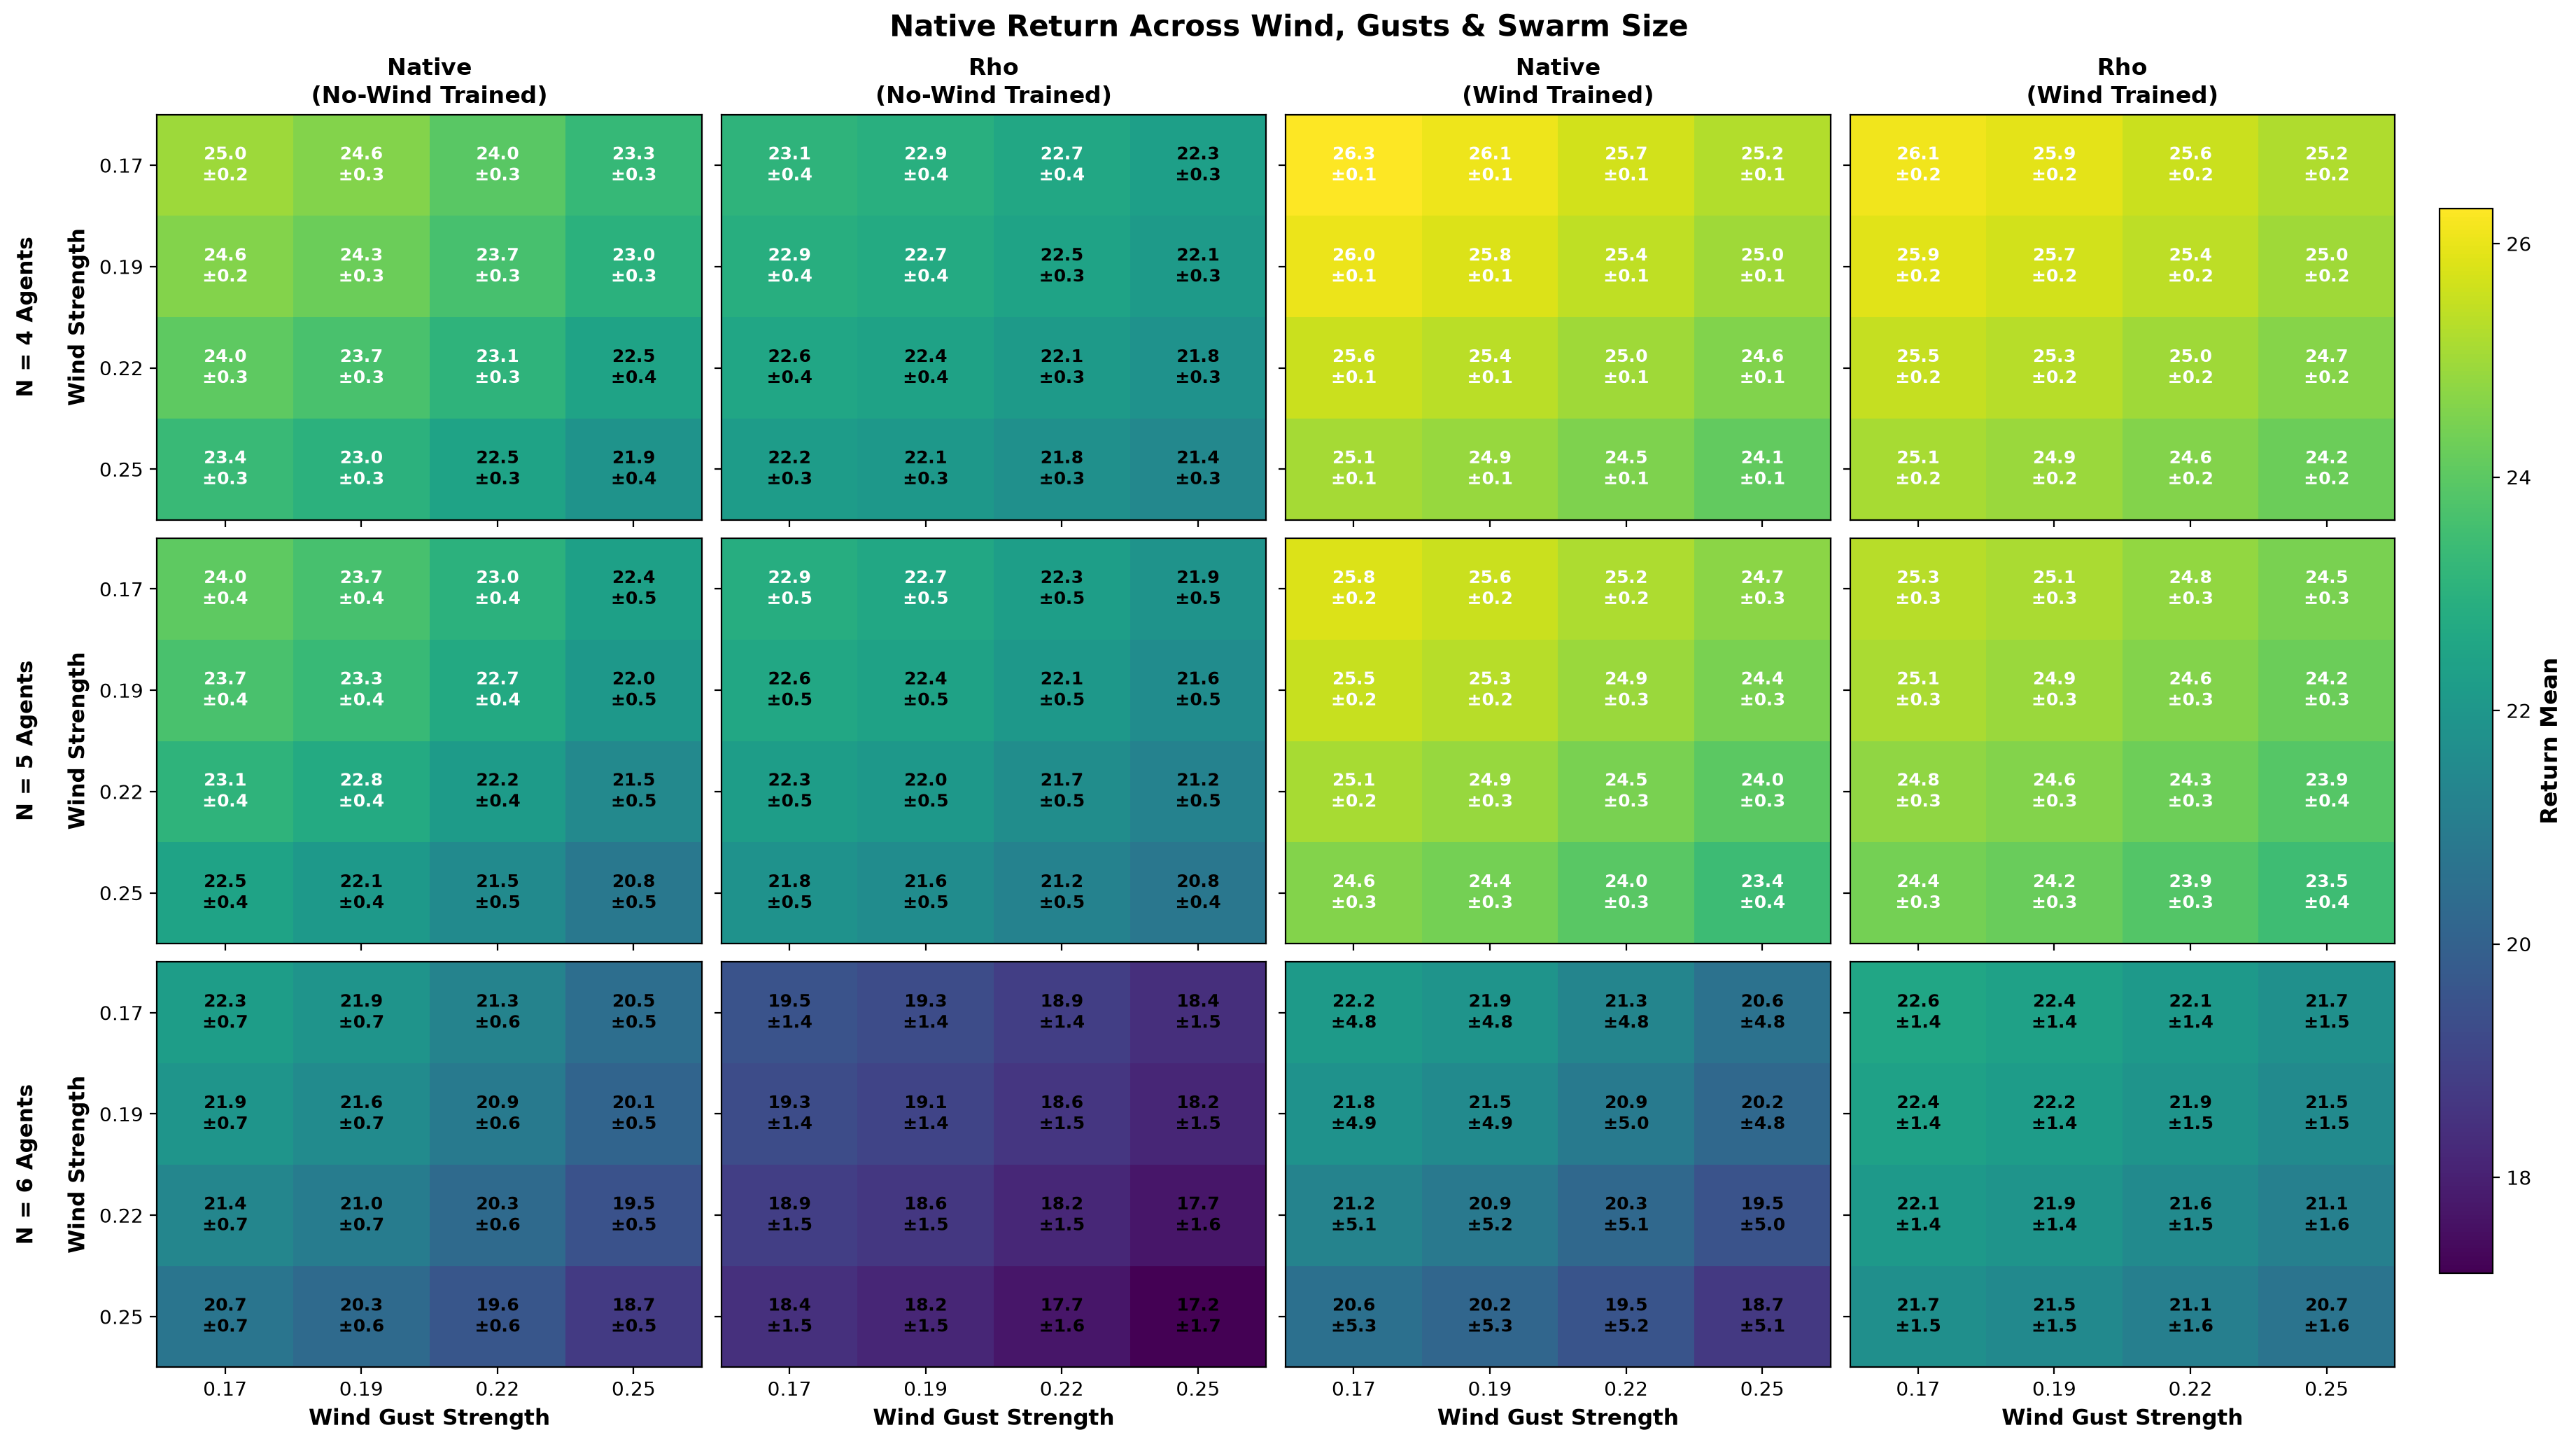 Native Return Across Wind, Gusts & Swarm Size
Native
(No-Wind Trained)
Rho
(No-Wind Trained)
Native
(Wind Trained)
Rho
(Wind Trained)
N = 4 Agents
Wind Strength
0.17
25.0 24.6 24.0 23.3 23.1 22.9 22.7 22.3 26.3 26.1 25.7 25.2 26.1 25.9 25.6 25.2
±0.2 ±0.3 ±0.3 ±0.3 ±0.4 ±0.4 ±0.4 ±0.3 ±0.1 ±0.1 ±0.1 ±0.1 ±0.2 ±0.2 ±0.2 ±0.2
0.19
24.6 24.3 23.7 23.0 22.9 22.7 22.5 22.1 26.0 25.8 25.4 25.0 25.9 25.7 25.4 25.0
±0.2 ±0.3 ±0.3 ±0.3 ±0.4 ±0.4 ±0.3 ±0.3 ±0.1 ±0.1 ±0.1 ±0.1 ±0.2 ±0.2 ±0.2 ±0.2
0.22
24.0 23.7 23.1 22.5 22.6 22.4 22.1 21.8 25.6 25.4 25.0 24.6 25.5 25.3 25.0 24.7
±0.3 ±0.3 ±0.3 ±0.4 ±0.4 ±0.4 ±0.3 ±0.3 ±0.1 ±0.1 ±0.1 ±0.1 ±0.2 ±0.2 ±0.2 ±0.2
0.25
23.4 23.0 22.5 21.9 22.2 22.1 21.8 21.4 25.1 24.9 24.5 24.1 25.1 24.9 24.6 24.2
±0.3 ±0.3 ±0.3 ±0.4 ±0.3 ±0.3 ±0.3 ±0.3 ±0.1 ±0.1 ±0.1 ±0.1 ±0.2 ±0.2 ±0.2 ±0.2
N = 5 Agents
Wind Strength
0.17
24.0 23.7 23.0 22.4 22.9 22.7 22.3 21.9 25.8 25.6 25.2 24.7 25.3 25.1 24.8 24.5
±0.4 ±0.4 ±0.4 ±0.5 ±0.5 ±0.5 ±0.5 ±0.5 ±0.2 ±0.2 ±0.2 ±0.3 ±0.3 ±0.3 ±0.3 ±0.3
0.19
23.7 23.3 22.7 22.0 22.6 22.4 22.1 21.6 25.5 25.3 24.9 24.4 25.1 24.9 24.6 24.2
±0.4 ±0.4 ±0.4 ±0.5 ±0.5 ±0.5 ±0.5 ±0.5 ±0.2 ±0.2 ±0.3 ±0.3 ±0.3 ±0.3 ±0.3 ±0.3
0.22
23.1 22.8 22.2 21.5 22.3 22.0 21.7 21.2 25.1 24.9 24.5 24.0 24.8 24.6 24.3 23.9
±0.4 ±0.4 ±0.4 ±0.5 ±0.5 ±0.5 ±0.5 ±0.5 ±0.2 ±0.3 ±0.3 ±0.3 ±0.3 ±0.3 ±0.3 ±0.4
0.25
22.5 22.1 21.5 20.8 21.8 21.6 21.2 20.8 24.6 24.4 24.0 23.4 24.4 24.2 23.9 23.5
±0.4 ±0.4 ±0.5 ±0.5 ±0.5 ±0.5 ±0.5 ±0.4 ±0.3 ±0.3 ±0.3 ±0.4 ±0.3 ±0.3 ±0.3 ±0.4
N = 6 Agents
Wind Strength
0.17
22.3 21.9 21.3 20.5 19.5 19.3 18.9 18.4 22.2 21.9 21.3 20.6 22.6 22.4 22.1 21.7
±0.7 ±0.7 ±0.6 ±0.5 ±1.4 ±1.4 ±1.4 ±1.5 ±4.8 ±4.8 ±4.8 ±4.8 ±1.4 ±1.4 ±1.4 ±1.5
0.19
21.9 21.6 20.9 20.1 19.3 19.1 18.6 18.2 21.8 21.5 20.9 20.2 22.4 22.2 21.9 21.5
±0.7 ±0.7 ±0.6 ±0.5 ±1.4 ±1.4 ±1.5 ±1.5 ±4.9 ±4.9 ±5.0 ±4.8 ±1.4 ±1.4 ±1.5 ±1.5
0.22
21.4 21.0 20.3 19.5 18.9 18.6 18.2 17.7 21.2 20.9 20.3 19.5 22.1 21.9 21.6 21.1
±0.7 ±0.7 ±0.6 ±0.5 ±1.5 ±1.5 ±1.5 ±1.6 ±5.1 ±5.2 ±5.1 ±5.0 ±1.4 ±1.4 ±1.5 ±1.6
0.25
20.7 20.3 19.6 18.7 18.4 18.2 17.7 17.2 20.6 20.2 19.5 18.7 21.7 21.5 21.1 20.7
±0.7 ±0.6 ±0.6 ±0.5 ±1.5 ±1.5 ±1.6 ±1.7 ±5.3 ±5.3 ±5.2 ±5.1 ±1.5 ±1.5 ±1.6 ±1.6
0.17 0.19 0.22 0.25 0.17 0.19 0.22 0.25 0.17 0.19 0.22 0.25 0.17 0.19 0.22 0.25
Wind Gust Strength Wind Gust Strength Wind Gust Strength Wind Gust Strength
26
24
22
20
18
Return Mean